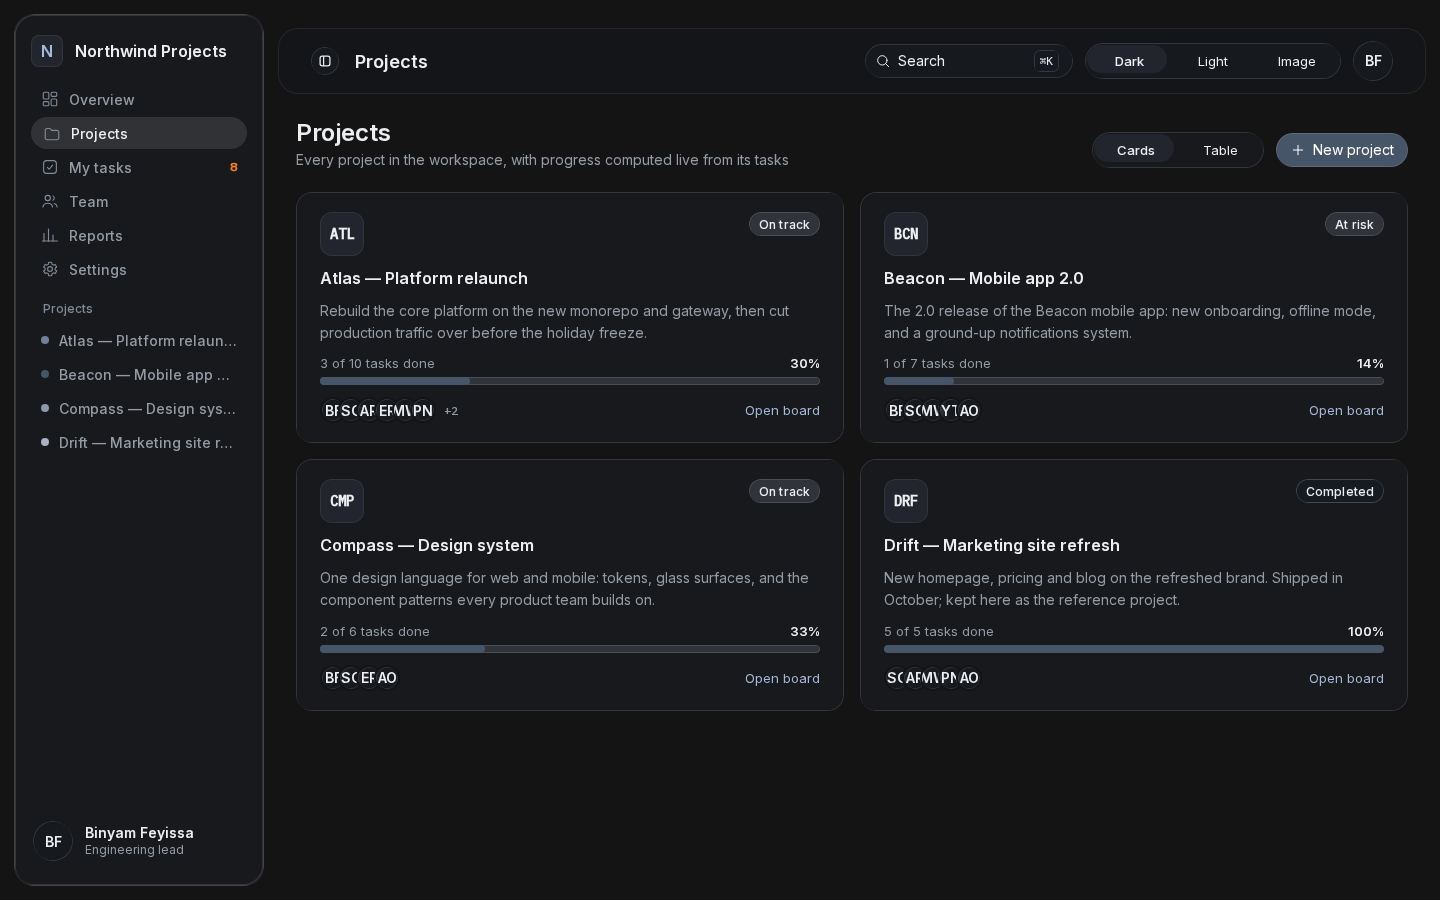 N Northwind Projects
Overview
Projects
My tasks 8
Team
Reports
Settings
Projects
Atlas — Platform relaun...
Beacon — Mobile app ...
Compass — Design sys...
Drift — Marketing site r...
BF Binyam Feyissa
Engineering lead
Projects
Search ⌘K
Dark Light Image
BF
Projects
Every project in the workspace, with progress computed live from its tasks
Cards Table
+ New project
ATL On track
Atlas — Platform relaunch
Rebuild the core platform on the new monorepo and gateway, then cut
production traffic over before the holiday freeze.
3 of 10 tasks done 30%
PN +2 Open board
BCN At risk
Beacon — Mobile app 2.0
The 2.0 release of the Beacon mobile app: new onboarding, offline mode,
and a ground-up notifications system.
1 of 7 tasks done 14%
AO Open board
CMP On track
Compass — Design system
One design language for web and mobile: tokens, glass surfaces, and the
component patterns every product team builds on.
2 of 6 tasks done 33%
AO Open board
DRF Completed
Drift — Marketing site refresh
New homepage, pricing and blog on the refreshed brand. Shipped in
October; kept here as the reference project.
5 of 5 tasks done 100%
AO Open board